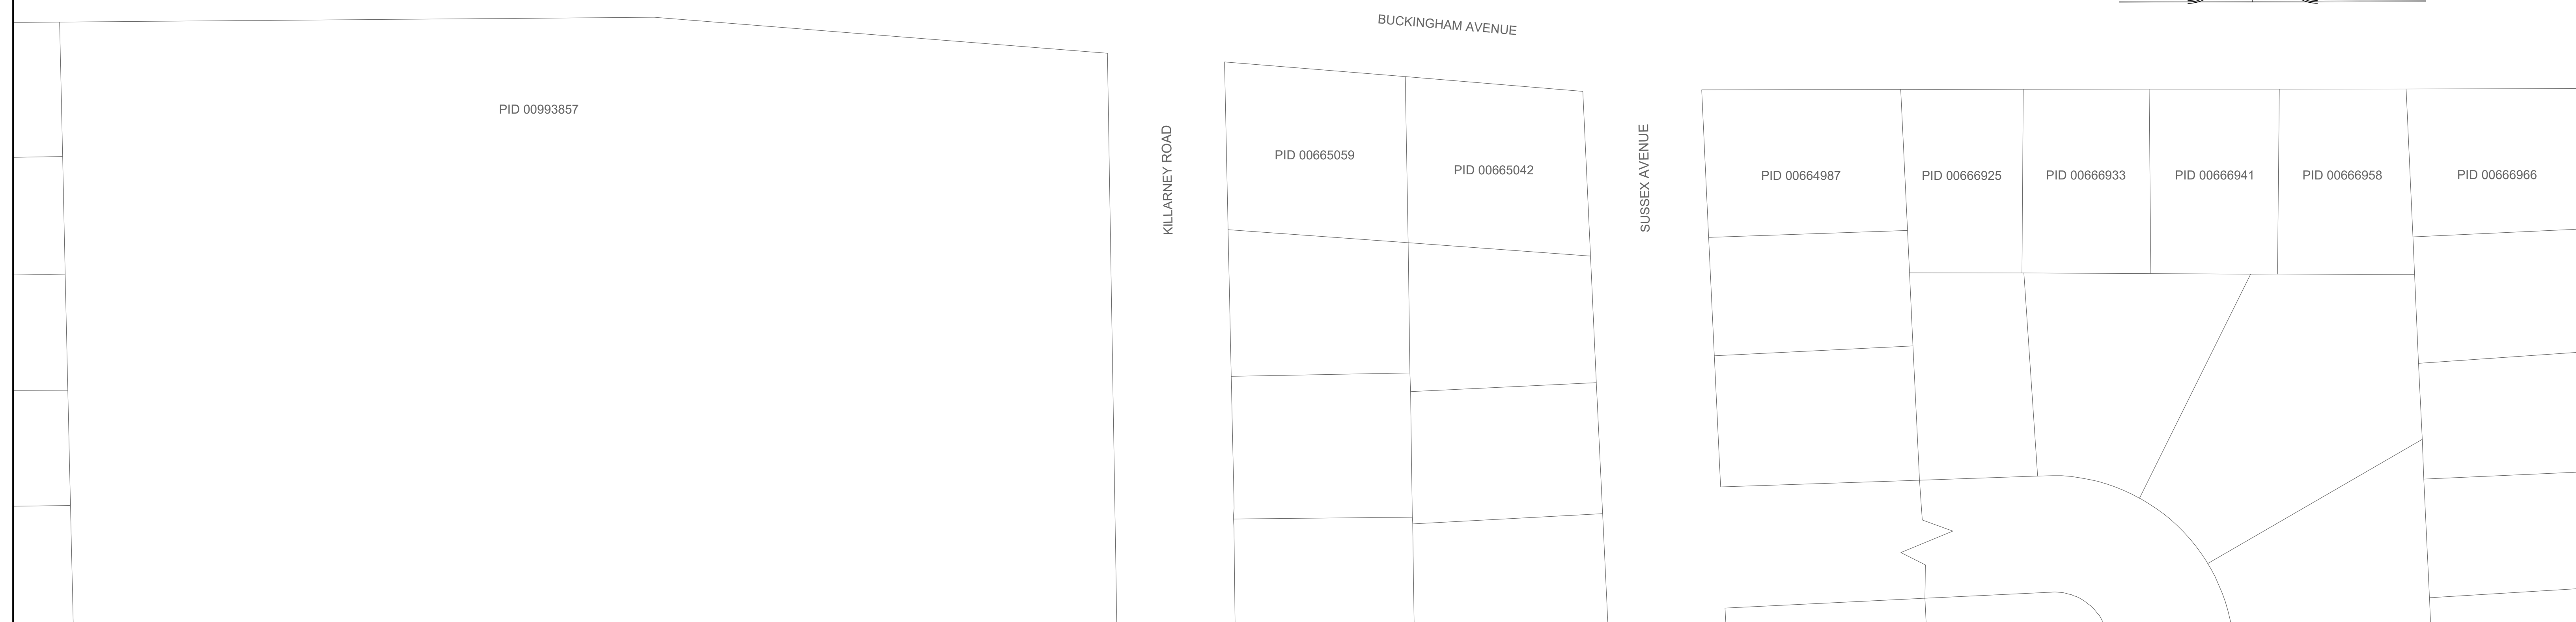 BUCKINGHAM AVENUE
PID 00993857
KILLARNEY ROAD
PID 00665059
PID 00665042
SUSSEX AVENUE
PID 00664987
PID 00666925
PID 00666933
PID 00666941
PID 00666958
PID 00666966